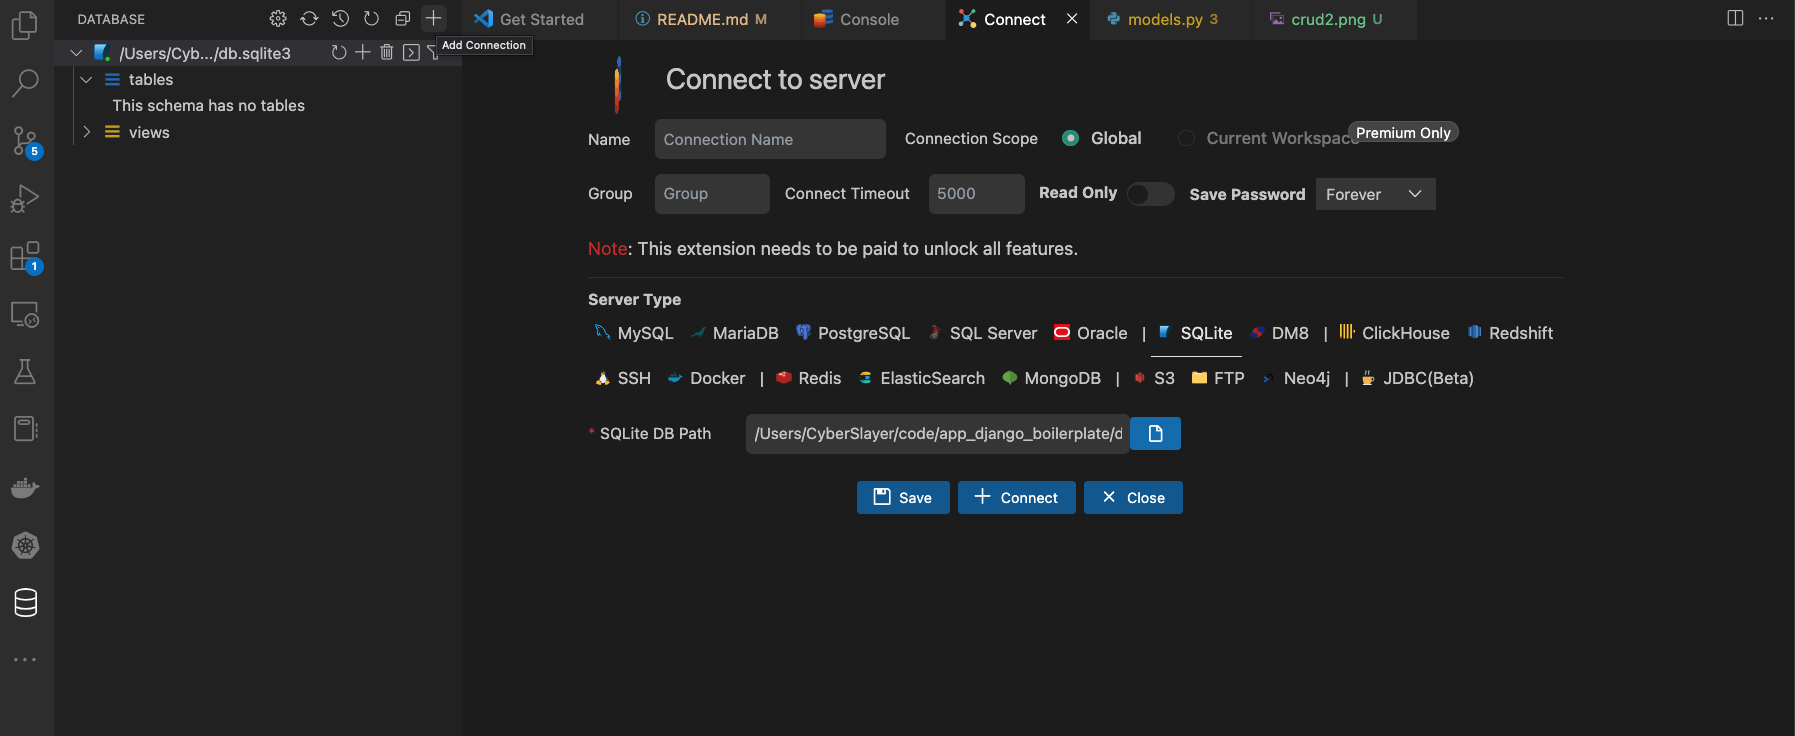 DATABASE
Get Started
README.md M
Console
Connect
models.py 3
crud2.png U
/Users/Cyb.../db.sqlite3
Add Connection
tables
This schema has no tables
views
5
1
Connect to server
Name
Connection Name
Connection Scope
Global
Current Workspace
Premium Only
Group
Group
Connect Timeout
5000
Read Only
Save Password
Forever
Note: This extension needs to be paid to unlock all features.
Server Type
MySQL MariaDB PostgreSQL SQL Server Oracle | SQLite DM8 | ClickHouse Redshift
SSH Docker | Redis ElasticSearch MongoDB | S3 FTP Neo4j | JDBC(Beta)
* SQLite DB Path
/Users/CyberSlayer/code/app_django_boilerplate/d
Save
Connect
Close